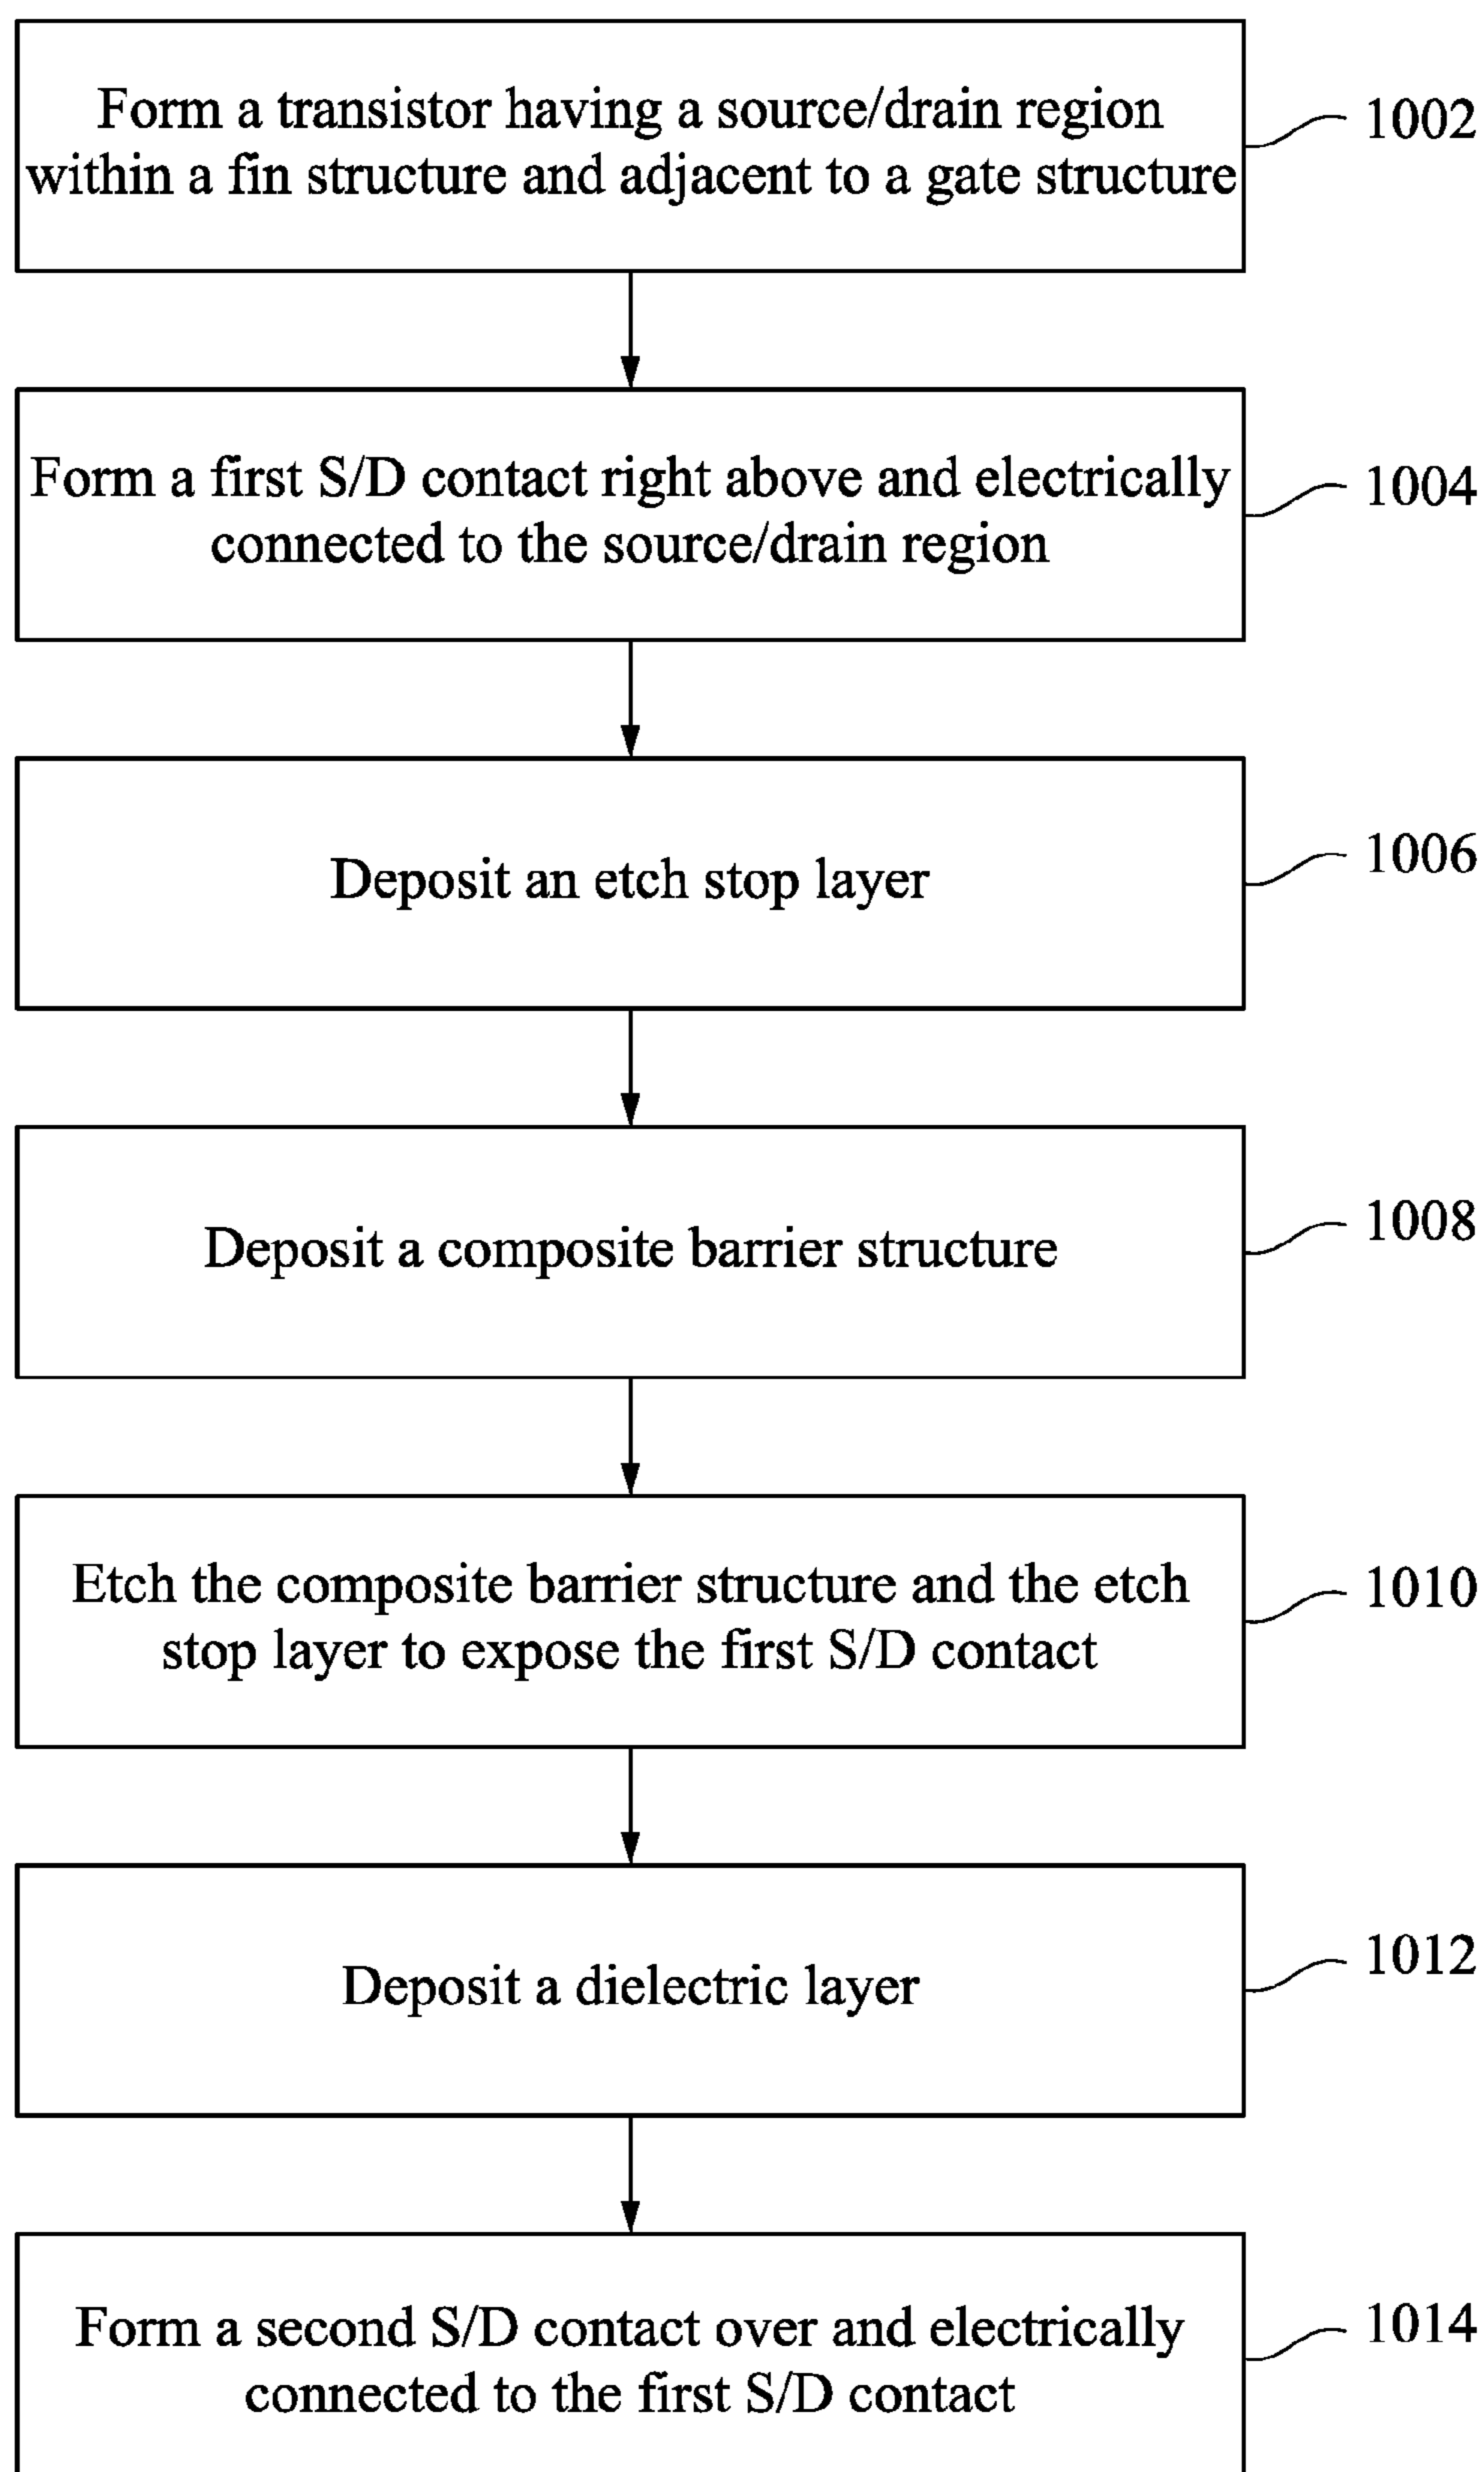 Form a transistor having a source/drain region
within a fin structure and adjacent to a gate structure
1002
Form a first S/D contact right above and electrically
connected to the source/drain region
1004
Deposit an etch stop layer
1006
Deposit a composite barrier structure
1008
Etch the composite barrier structure and the etch
stop layer to expose the first S/D contact
1010
Deposit a dielectric layer
1012
Form a second S/D contact over and electrically
connected to the first S/D contact
1014